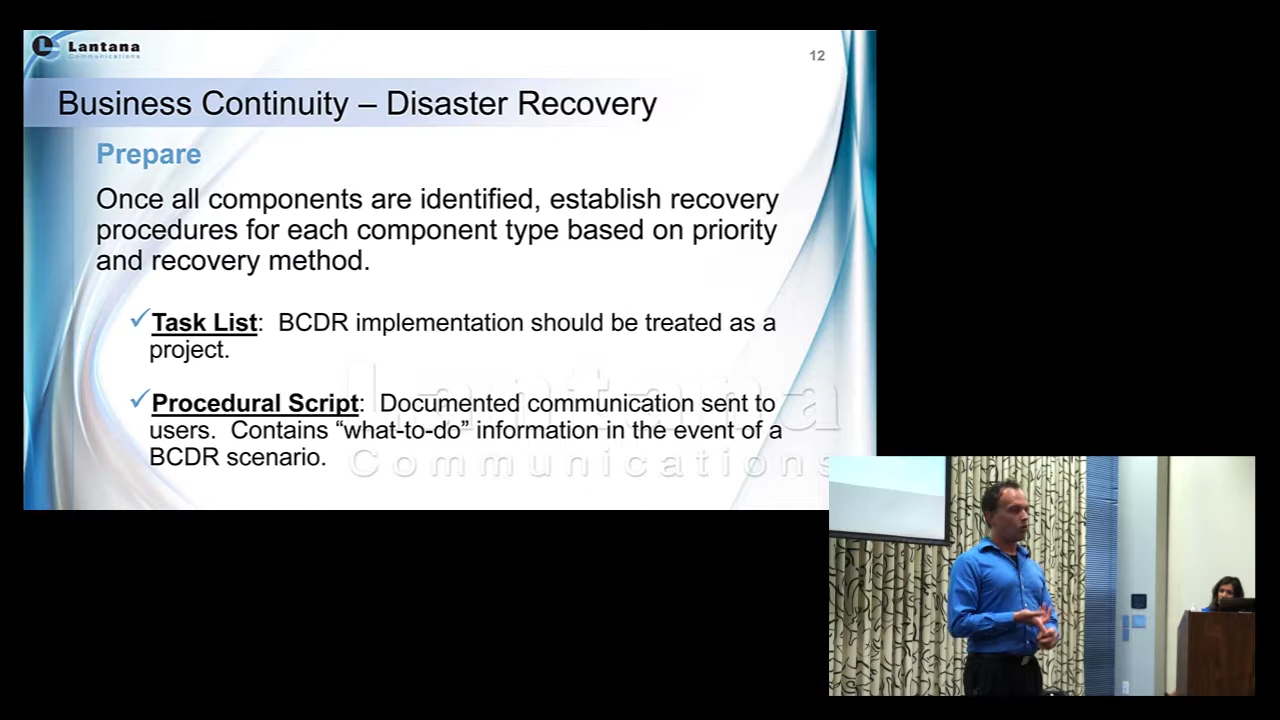 Lantana
Communications
12
Business Continuity – Disaster Recovery
Prepare
Once all components are identified, establish recovery
procedures for each component type based on priority
and recovery method.
Task List: BCDR implementation should be treated as a
project.
Procedural Script: Documented communication sent to
users. Contains “what-to-do” information in the event of a
BCDR scenario.
Lantana
Communications